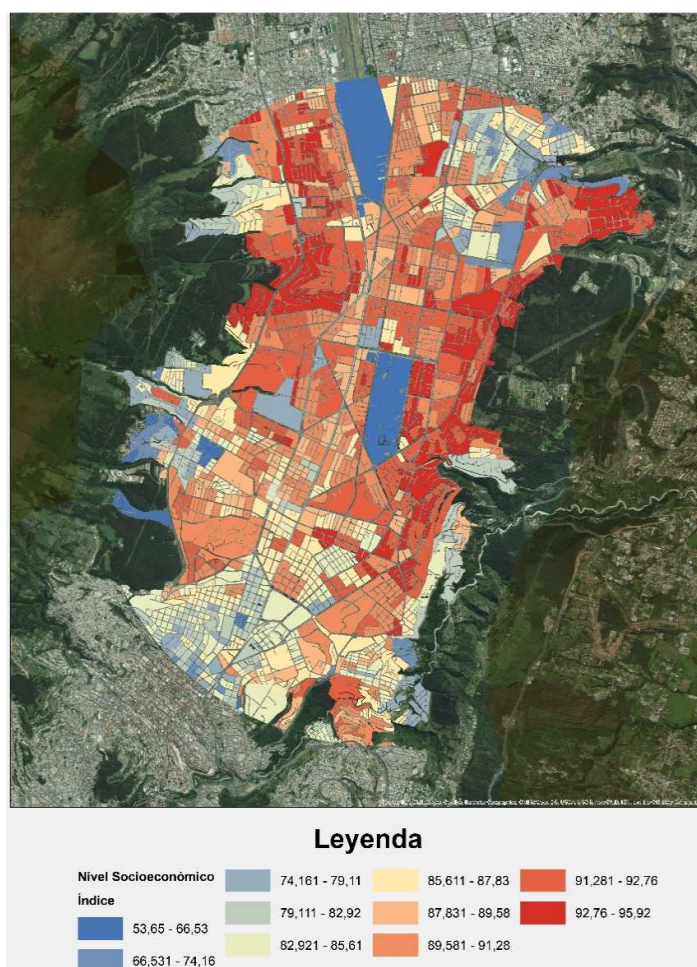 Leyenda
Nivel Socioeconómico
Índice
53,65 - 66,53
66,531 - 74,16
74,161 - 79,11
79,111 - 82,92
82,921 - 85,61
85,611 - 87,83
87,831 - 89,58
89,581 - 91,28
91,281 - 92,76
92,76 - 95,92